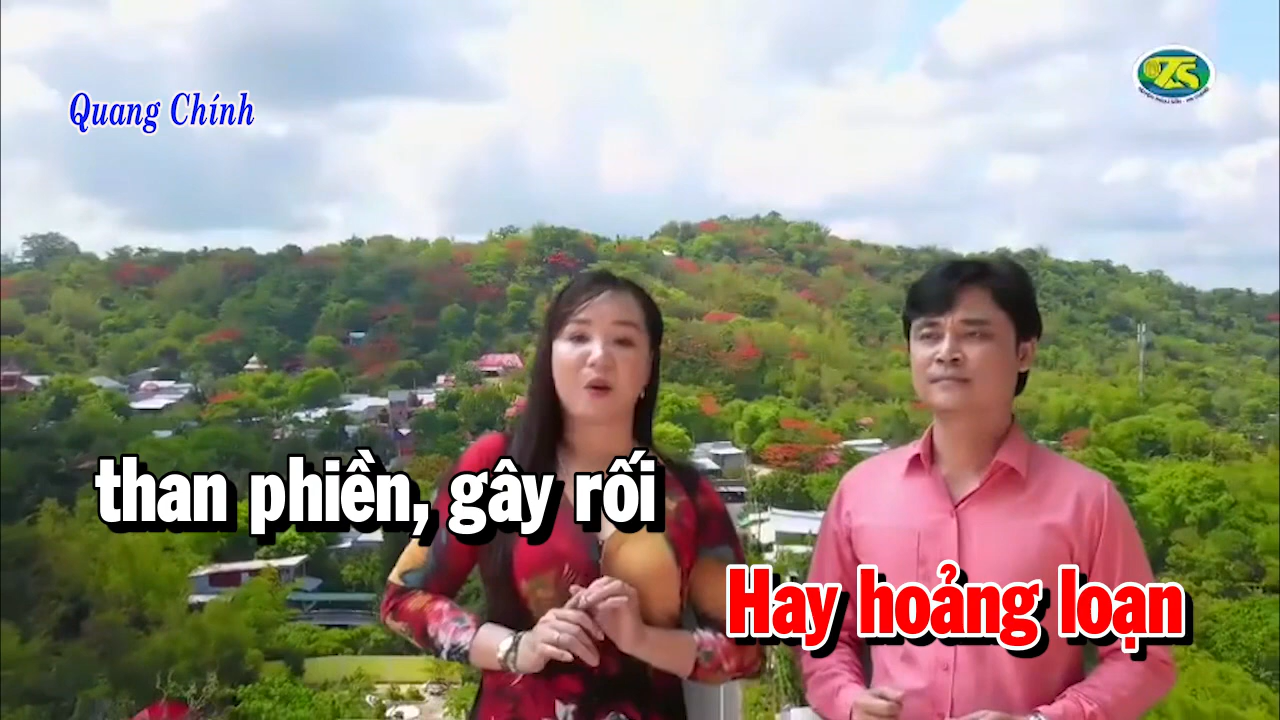 Quang Chính
than phiền, gây rối
Hay hoảng loạn